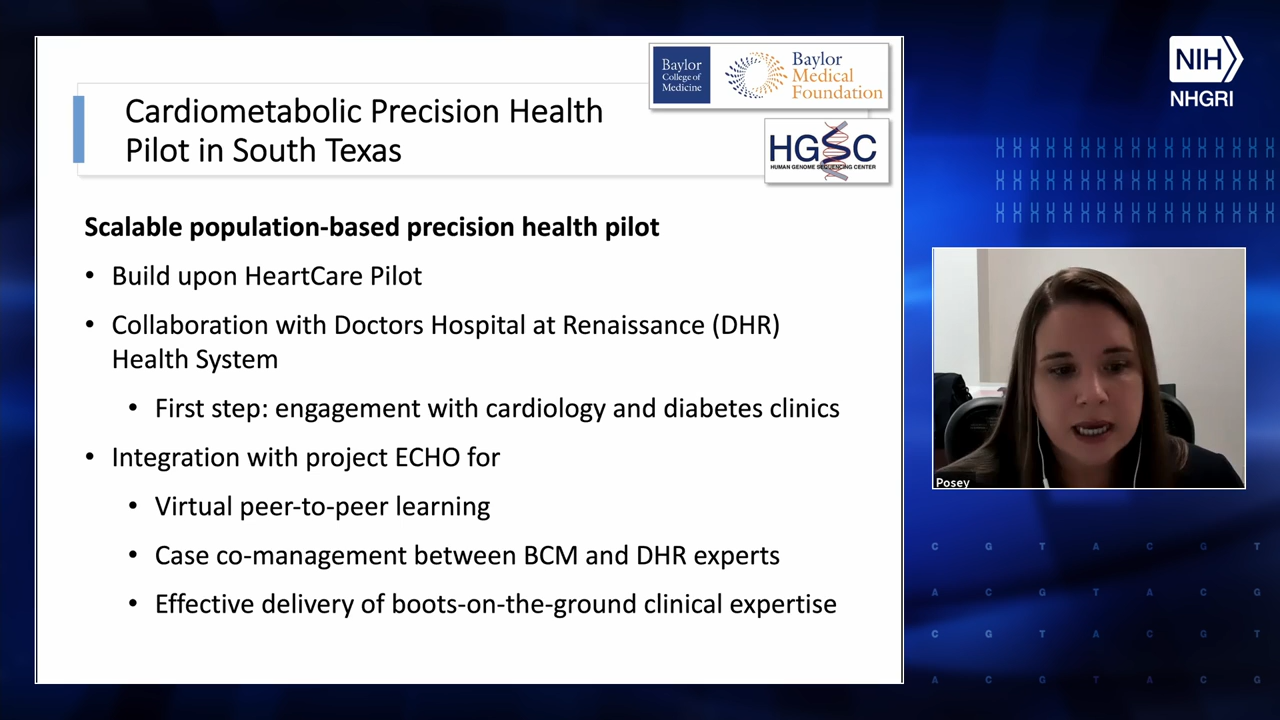 Baylor
College of
Medicine
Baylor
Medical
Foundation
Cardiometabolic Precision Health
Pilot in South Texas
HGSC
HUMAN GENOME SEQUENCING CENTER
Scalable population-based precision health pilot
• Build upon HeartCare Pilot
• Collaboration with Doctors Hospital at Renaissance (DHR)
Health System
• First step: engagement with cardiology and diabetes clinics
• Integration with project ECHO for
• Virtual peer-to-peer learning
• Case co-management between BCM and DHR experts
• Effective delivery of boots-on-the-ground clinical expertise
NIH
NHGRI
Posey
C G T A C G T
A C G T A C G
C G T A C G T
A C G T A C G